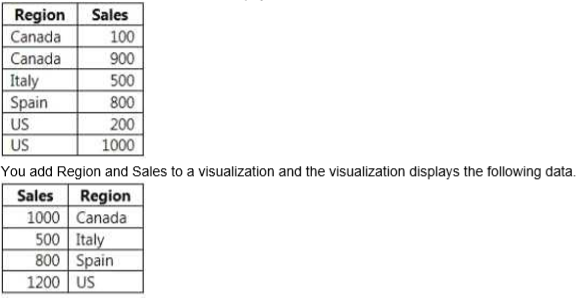 Region Sales
Canada 100
Canada 900
Italy 500
Spain 800
US 200
US 1000
You add Region and Sales to a visualization and the visualization displays the following data.
Sales Region
1000 Canada
500 Italy
800 Spain
1200 US